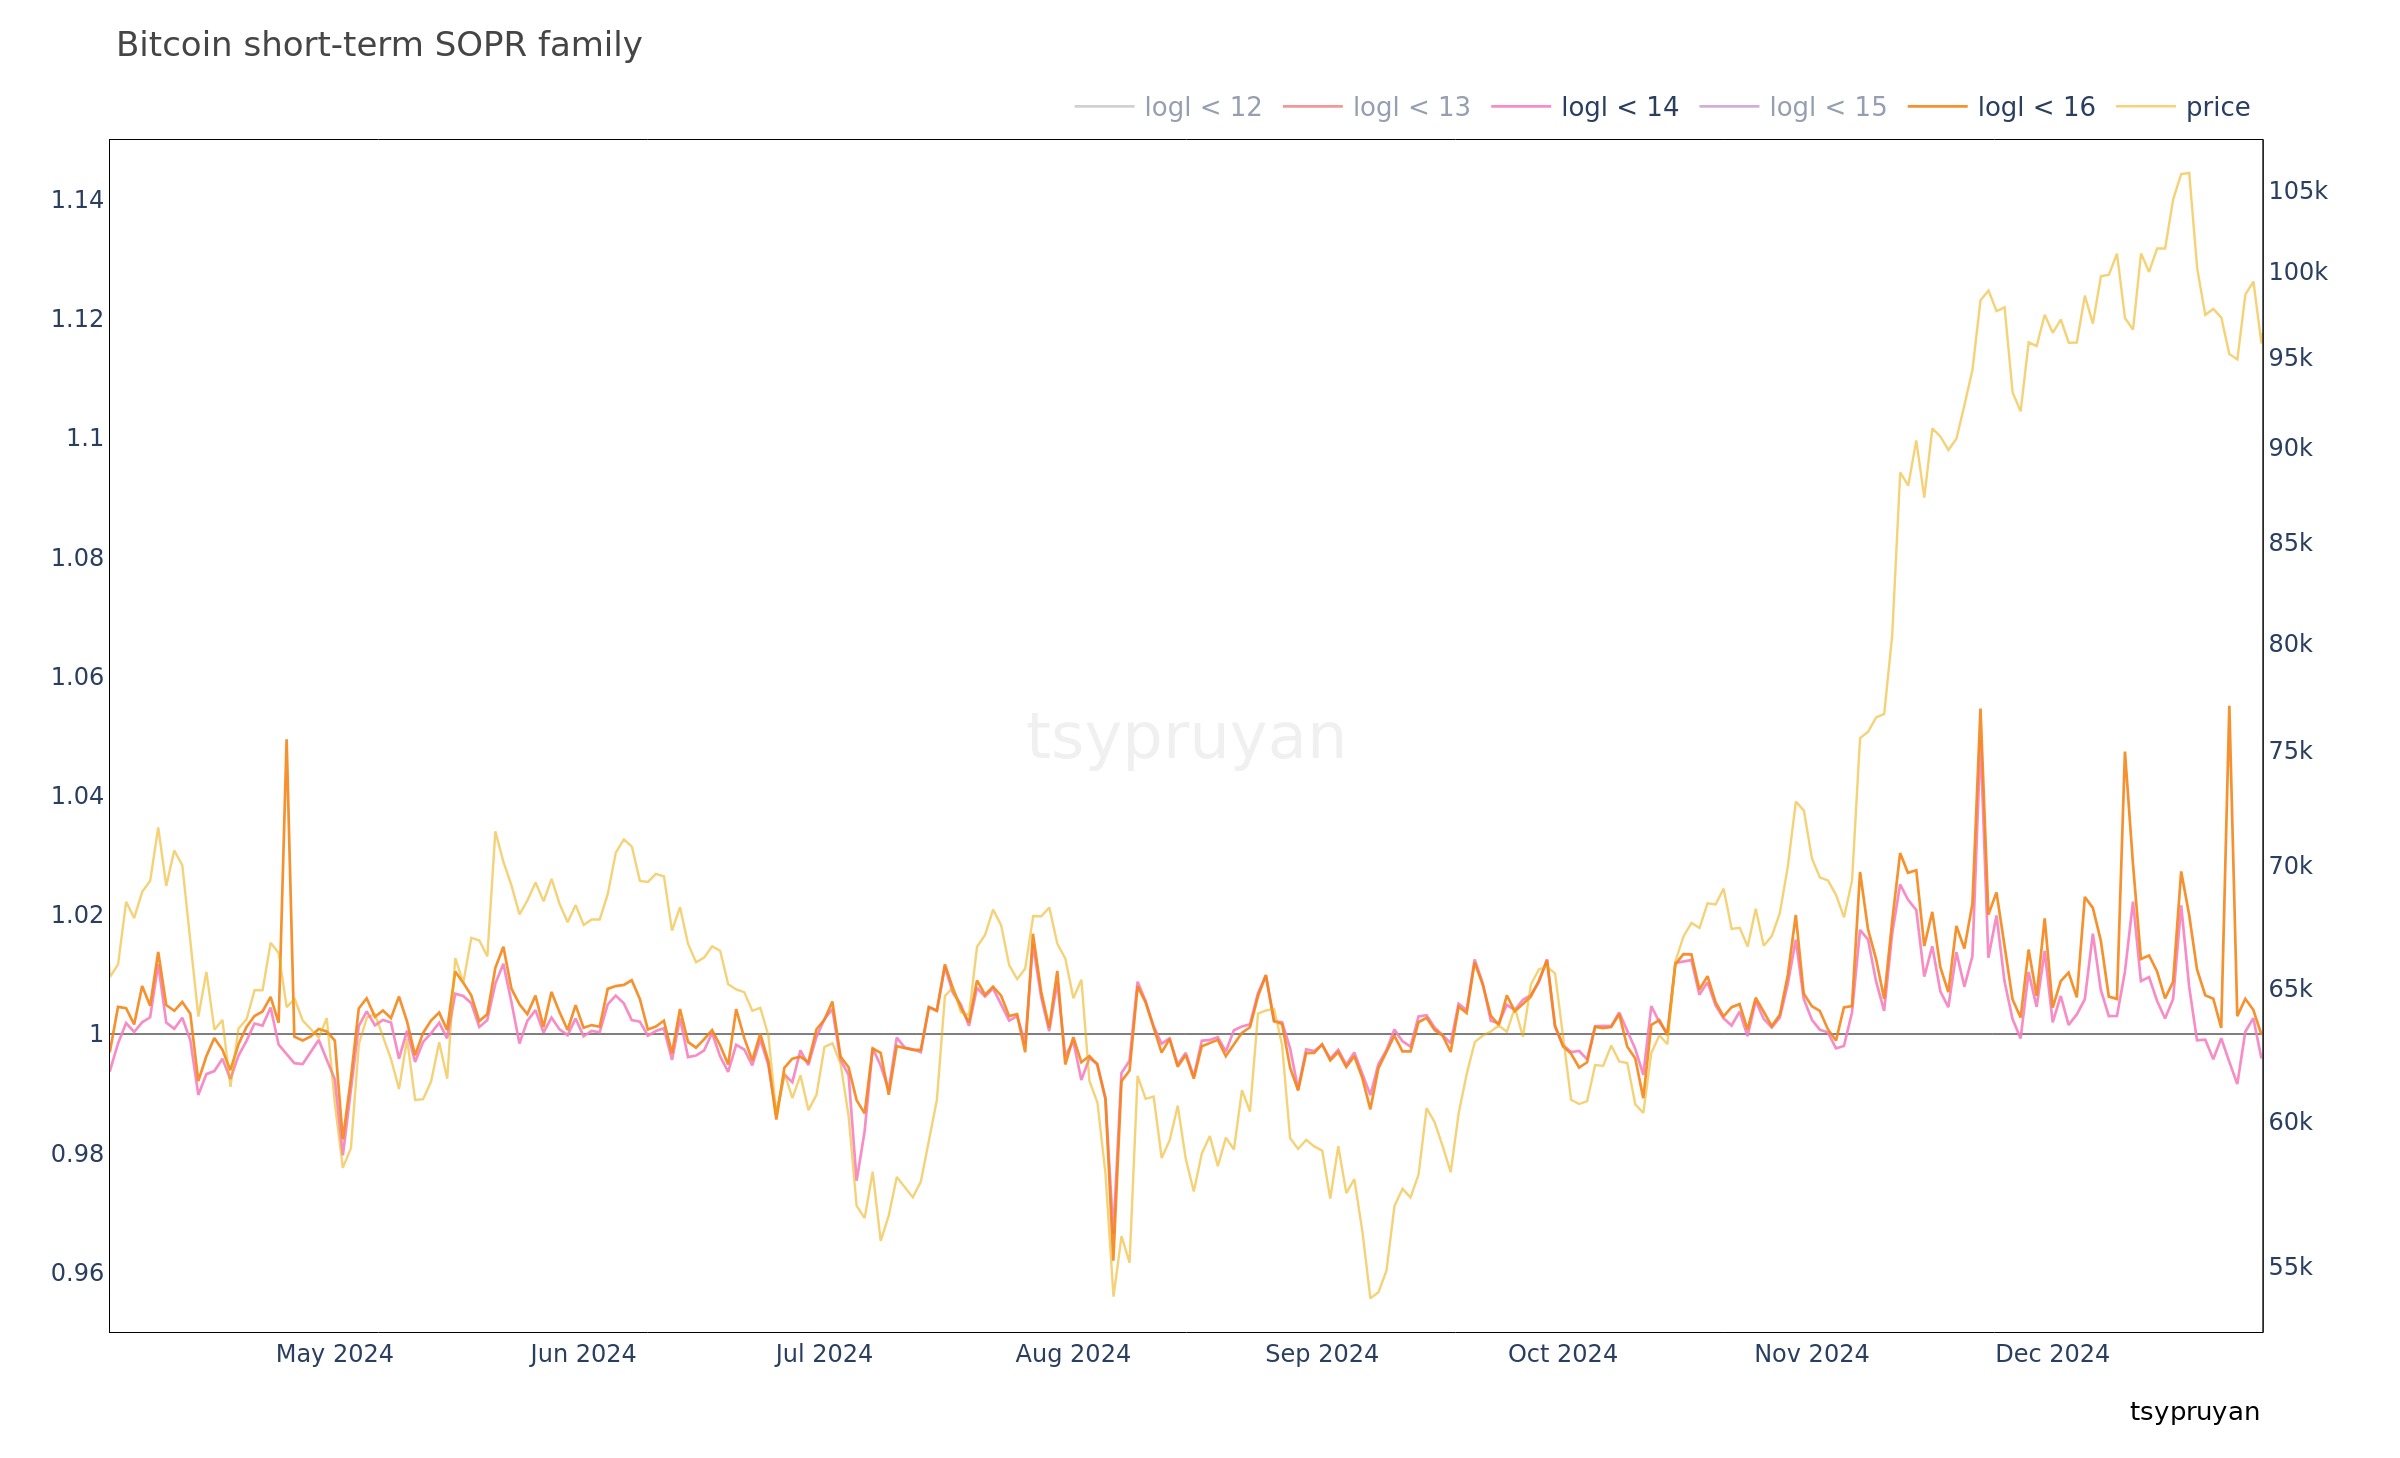 Bitcoin short-term SOPR family
logl < 12 logl < 13 logl < 14 logl < 15 logl < 16 price
1.14
1.12
1.1
1.08
1.06
1.04
1.02
1
0.98
0.96
105k
100k
95k
90k
85k
80k
75k
70k
65k
60k
55k
tsypruyan
May 2024 Jun 2024 Jul 2024 Aug 2024 Sep 2024 Oct 2024 Nov 2024 Dec 2024
tsypruyan